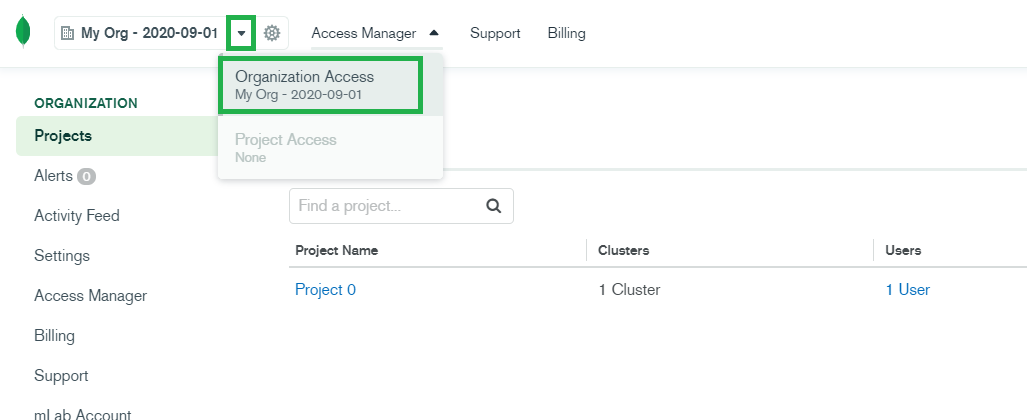 My Org - 2020-09-01 Access Manager Support Billing
Organization Access
My Org - 2020-09-01
Project Access
None
ORGANIZATION
Projects
Alerts 0
Activity Feed
Settings
Access Manager
Billing
Support
mLab Account
Find a project...
Project Name Clusters Users
Project 0 1 Cluster 1 User